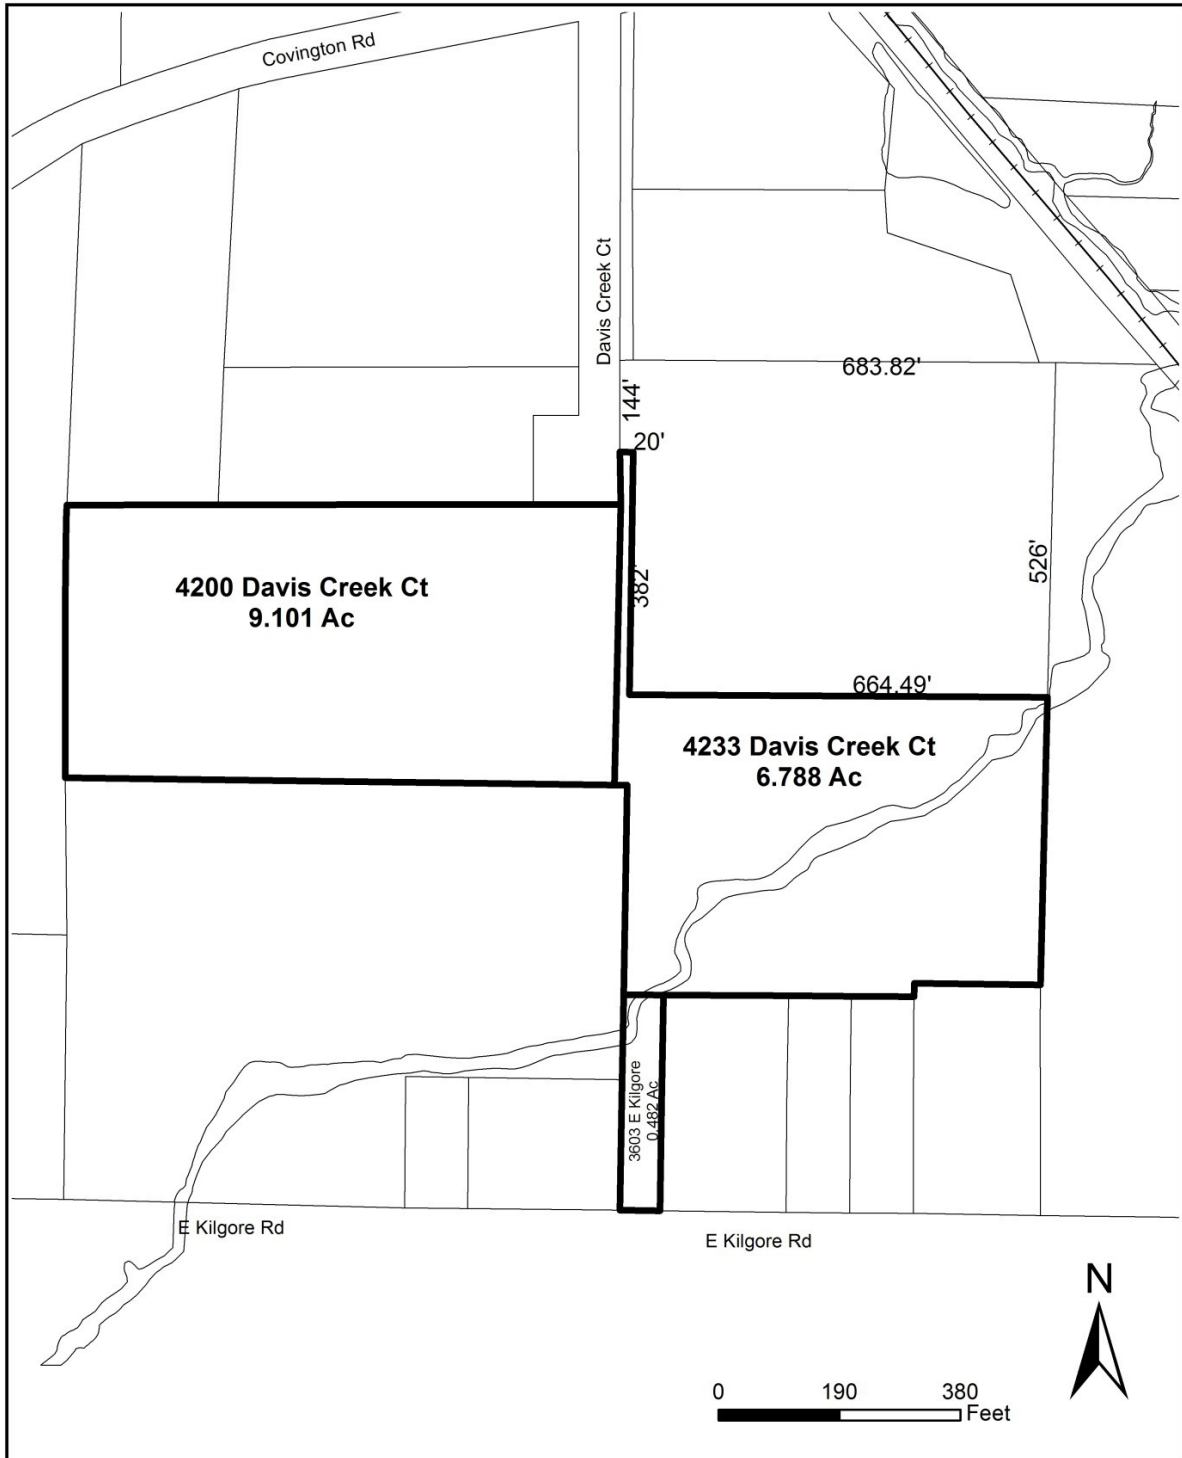 Covington Rd
Davis Creek Ct
683.82'
144'
20'
382'
526'
4200 Davis Creek Ct
9.101 Ac
664.49'
4233 Davis Creek Ct
6.788 Ac
3603 E Kilgore
0.482 Ac
E Kilgore Rd
E Kilgore Rd
N
0 190 380
Feet